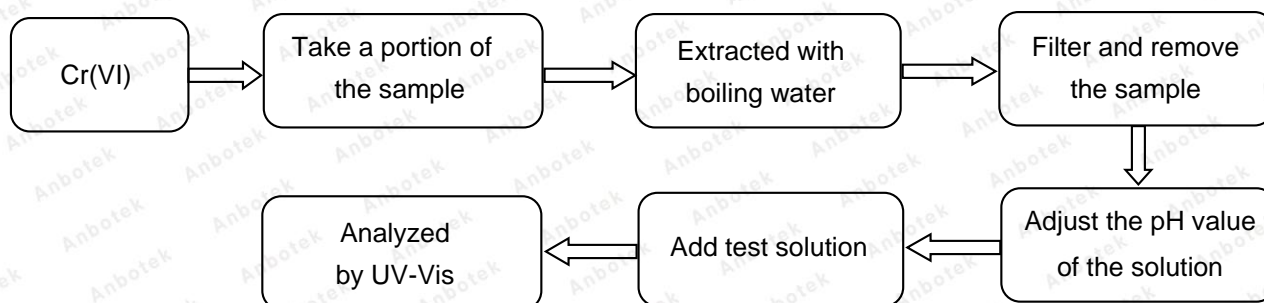 Cr(VI)
Take a portion of
the sample
Extracted with
boiling water
Filter and remove
the sample
Adjust the pH value
of the solution
Add test solution
Analyzed
by UV-Vis
Anbotek